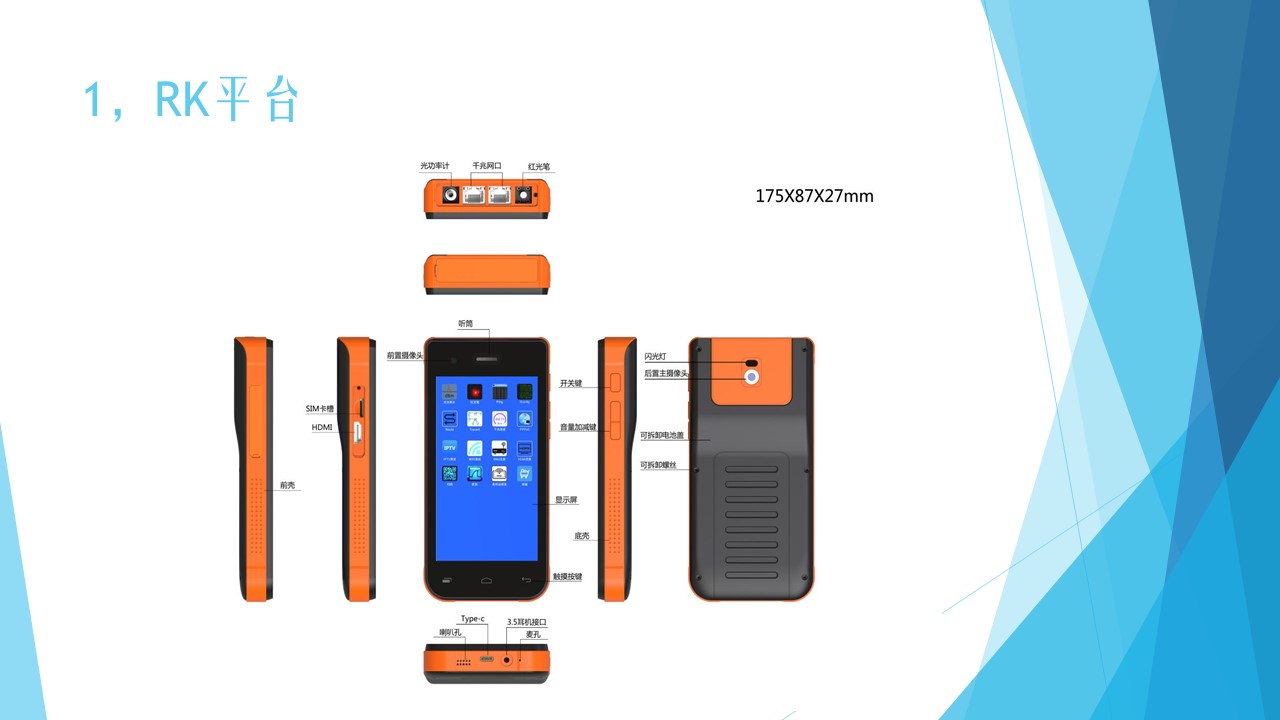 1，RK平台
光功率计
千兆网口
红光笔
175X87X27mm
听筒
前置摄像头
闪光灯
后置主摄像头
开关键
SIM卡槽
HDMI
音量加减键
可拆卸电池盖
IPTV
可拆卸螺丝
前壳
显示屏
底壳
触摸按键
Type-c
3.5耳机接口
喇叭孔
麦孔